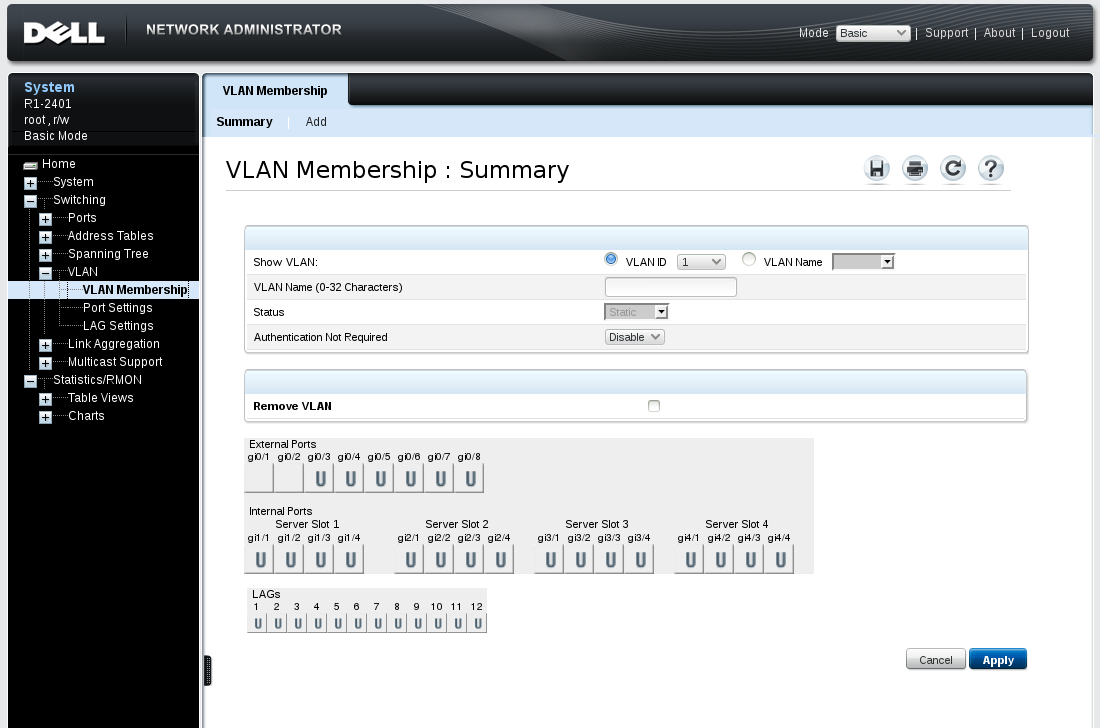 DELL NETWORK ADMINISTRATOR
Mode Basic | Support | About | Logout
System
R1-2401
root , r/w
Basic Mode
Home
System
Switching
Ports
Address Tables
Spanning Tree
VLAN
VLAN Membership
Port Settings
LAG Settings
Link Aggregation
Multicast Support
Statistics/RMON
Table Views
Charts
VLAN Membership
Summary Add
VLAN Membership : Summary
Show VLAN: VLAN ID 1 VLAN Name
VLAN Name (0-32 Characters)
Status Static
Authentication Not Required Disable
Remove VLAN
External Ports
gi0/1 gi0/2 gi0/3 gi0/4 gi0/5 gi0/6 gi0/7 gi0/8
U U U U U U
Internal Ports
Server Slot 1 Server Slot 2 Server Slot 3 Server Slot 4
gi1/1 gi1/2 gi1/3 gi1/4 gi2/1 gi2/2 gi2/3 gi2/4 gi3/1 gi3/2 gi3/3 gi3/4 gi4/1 gi4/2 gi4/3 gi4/4
U U U U U U U U U U U U U U U U
LAGs
1 2 3 4 5 6 7 8 9 10 11 12
U U U U U U U U U U U U
Cancel Apply